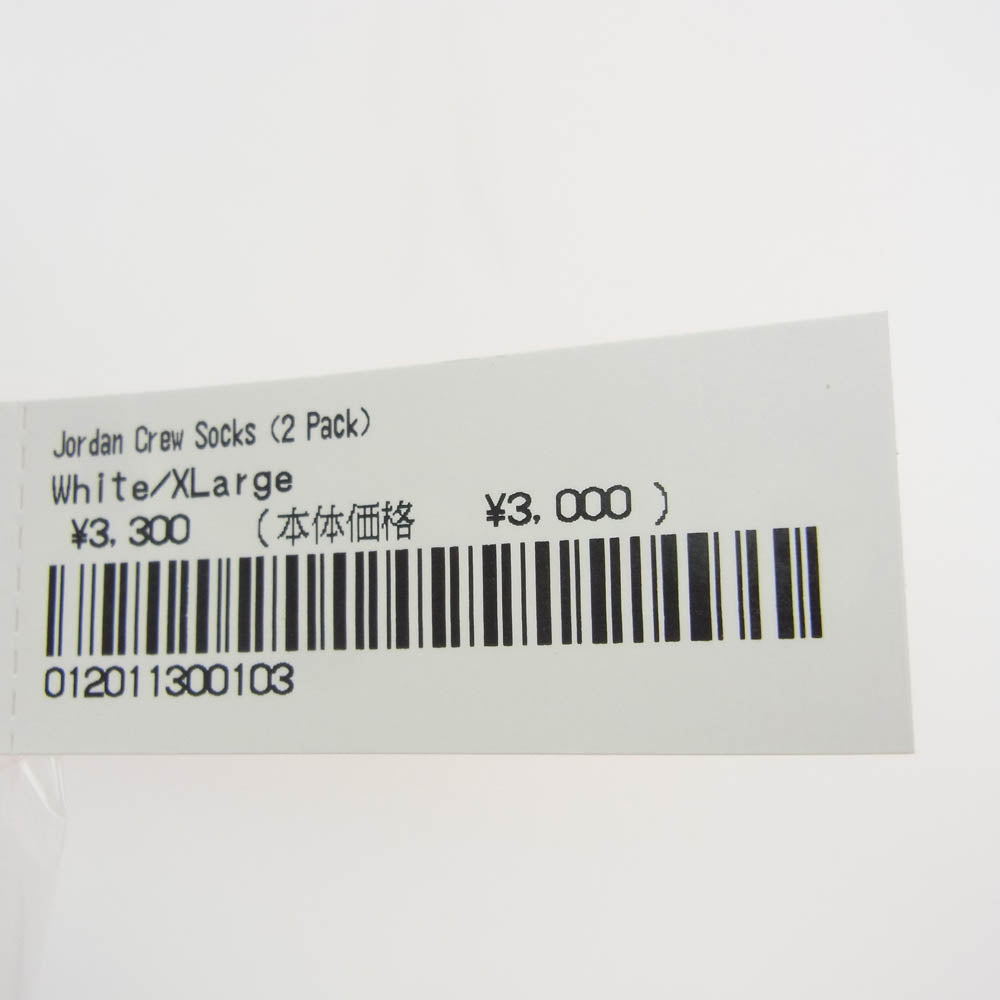 Jordan Crew Socks (2 Pack)
White/XLarge
¥3,300 (本体価格 ¥3,000)
012011300103